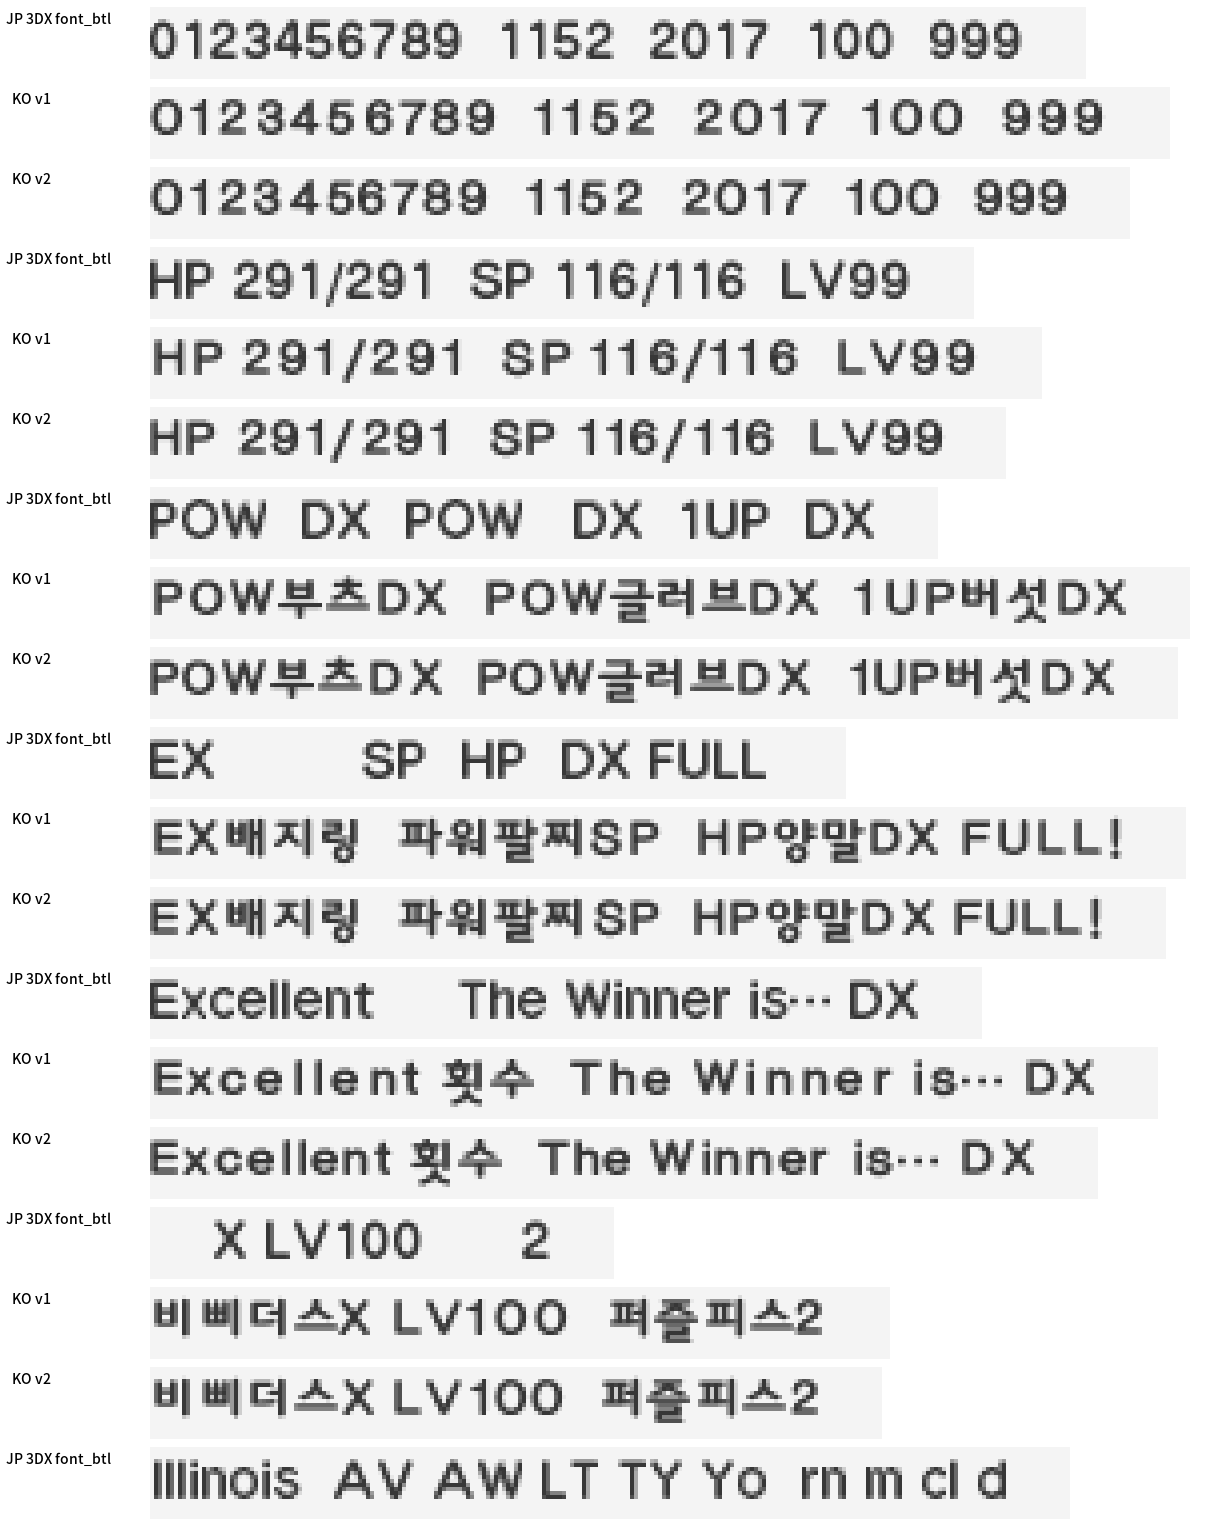 JP 3DX font_btl 0123456789 1152 2017 100 999
KO v1 0123456789 1152 2017 100 999
KO v2 0123456789 1152 2017 100 999
JP 3DX font_btl HP 291/291 SP 116/116 LV99
KO v1 HP 291/291 SP 116/116 LV99
KO v2 HP 291/291 SP 116/116 LV99
JP 3DX font_btl POW DX POW DX 1UP DX
KO v1 POW부츠DX POW글러브DX 1UP버섯DX
KO v2 POW부츠DX POW글러브DX 1UP버섯DX
JP 3DX font_btl EX SP HP DX FULL
KO v1 EX배지링 파워팔찌SP HP양말DX FULL!
KO v2 EX배지링 파워팔찌SP HP양말DX FULL!
JP 3DX font_btl Excellent The Winner is… DX
KO v1 Excellent 횟수 The Winner is… DX
KO v2 Excellent 횟수 The Winner is… DX
JP 3DX font_btl X LV100 2
KO v1 비삐더스X LV100 퍼즐피스2
KO v2 비삐더스X LV100 퍼즐피스2
JP 3DX font_btl Illinois AV AW LT TY Yo rn m cl d